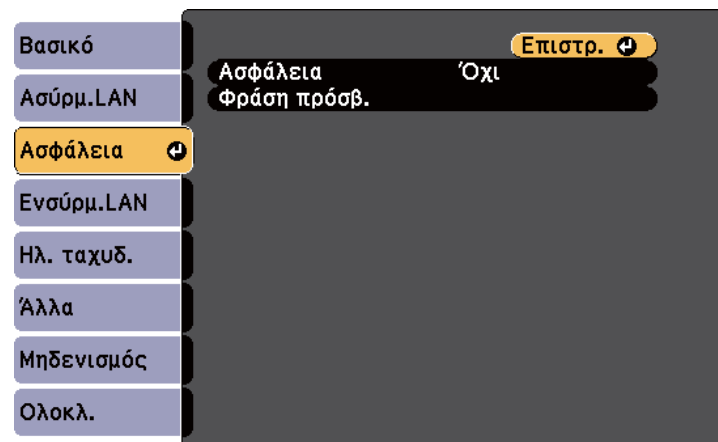 Βασικό
Ασύρμ.LAN
Ασφάλεια
Ενσύρμ.LAN
Ηλ. ταχυδ.
Άλλα
Μηδενισμός
Ολοκλ.
Επιστρ.
Ασφάλεια Όχι
Φράση πρόσβ.